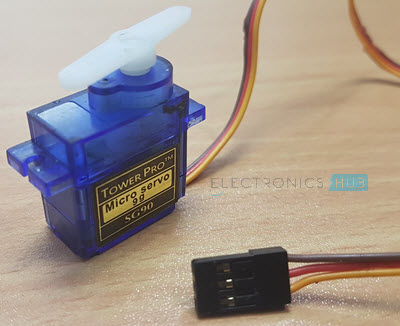 TOWER PRO™
Micro servo
9g
SG90
ELECTRONICS HUB